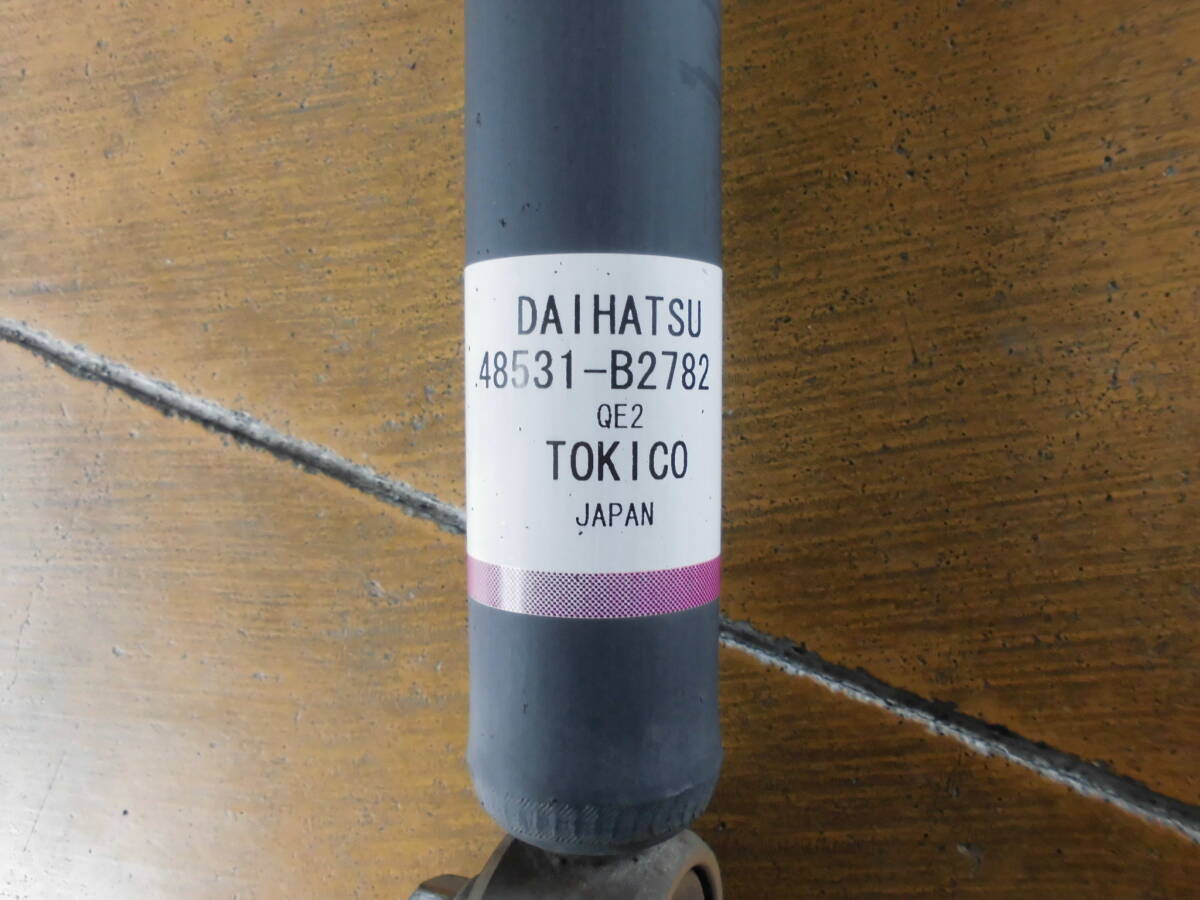 DAIHATSU
48531-B2782
QE2
TOKICO
JAPAN